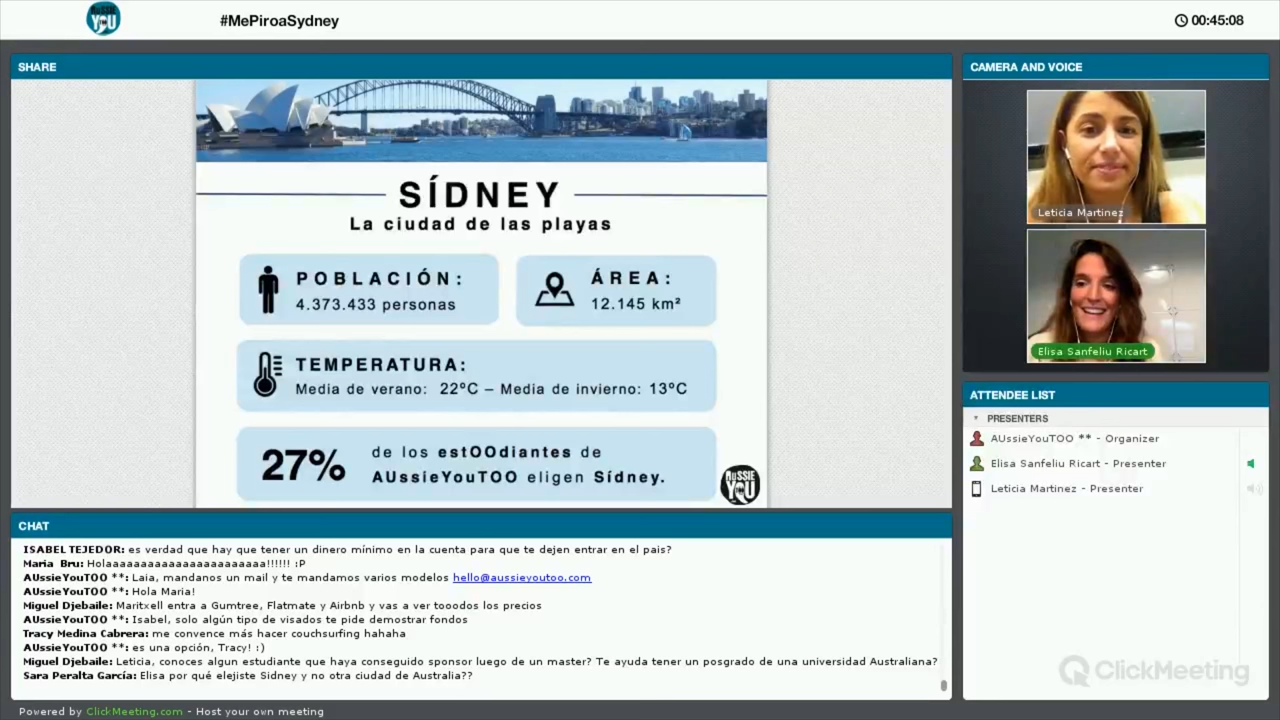 AUSSIE
YOU
TOO
#MePiroaSydney
00:45:08
SHARE
SÍDNEY
La ciudad de las playas
POBLACIÓN:
4.373.433 personas
ÁREA:
12.145 km²
TEMPERATURA:
Media de verano: 22ºC – Media de invierno: 13ºC
27%
de los estOOdiantes de
AUssieYouTOO eligen Sídney.
AUSSIE
YOU
CAMERA AND VOICE
Leticia Martinez
Elisa Sanfeliu Ricart
ATTENDEE LIST
PRESENTERS
AUssieYouTOO ** - Organizer
Elisa Sanfeliu Ricart - Presenter
Leticia Martinez - Presenter
ClickMeeting
CHAT
ISABEL TEJEDOR: es verdad que hay que tener un dinero mínimo en la cuenta para que te dejen entrar en el pais?
Maria Bru: Holaaaaaaaaaaaaaaaaaaaaaaa!!!!!! :P
AUssieYouTOO **: Laia, mandanos un mail y te mandamos varios modelos hello@aussieyoutoo.com
AUssieYouTOO **: Hola Maria!
Miguel Djebaile: Maritxell entra a Gumtree, Flatmate y Airbnb y vas a ver tooodos los precios
AUssieYouTOO **: Isabel, solo algún tipo de visados te pide demostrar fondos
Tracy Medina Cabrera: me convence más hacer couchsurfing hahaha
AUssieYouTOO **: es una opción, Tracy! :)
Miguel Djebaile: Leticia, conoces algun estudiante que haya conseguido sponsor luego de un master? Te ayuda tener un posgrado de una universidad Australiana?
Sara Peralta García: Elisa por qué elejiste Sidney y no otra ciudad de Australia??
Powered by ClickMeeting.com - Host your own meeting